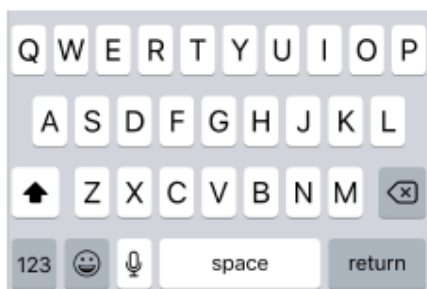 Q W E R T Y U I O P
A S D F G H J K L
Z X C V B N M
123 space return